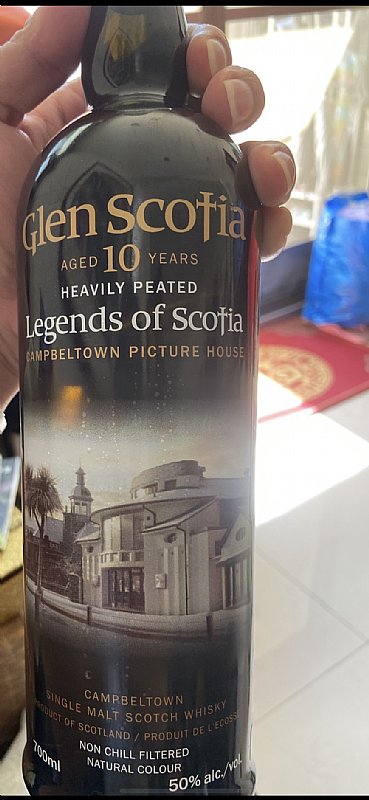 Glen Scotia
AGED 10 YEARS
HEAVILY PEATED
Legends of Scotia
CAMPBELTOWN PICTURE HOUSE
CAMPBELTOWN
SINGLE MALT SCOTCH WHISKY
PRODUCT OF SCOTLAND / PRODUIT DE L'ECOSSE
700ml
NON CHILL FILTERED
NATURAL COLOUR
50% alc./vol.